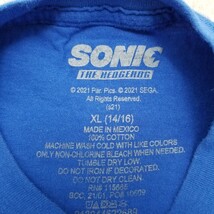 SONIC
THE HEDGEHOG
© 2021 Par. Pics. © 2021 SEGA.
All Rights Reserved.
(s21)
XL (14/16)
MADE IN MEXICO
100% COTTON
MACHINE WASH COLD WITH LIKE COLORS
ONLY NON-CHLORINE BLEACH WHEN NEEDED.
TUMBLE DRY LOW
DO NOT IRON IF DECORATED.
DO NOT DRY CLEAN
RN#